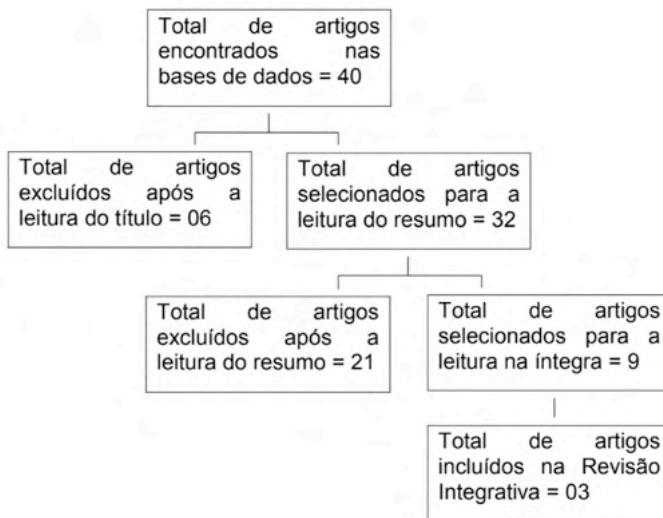 Total de artigos
encontrados nas
bases de dados = 40
Total de artigos
excluídos após a
leitura do título = 06
Total de artigos
selecionados para a
leitura do resumo = 32
Total de artigos
excluídos após a
leitura do resumo = 21
Total de artigos
selecionados para a
leitura na íntegra = 9
Total de artigos
incluídos na Revisão
Integrativa = 03